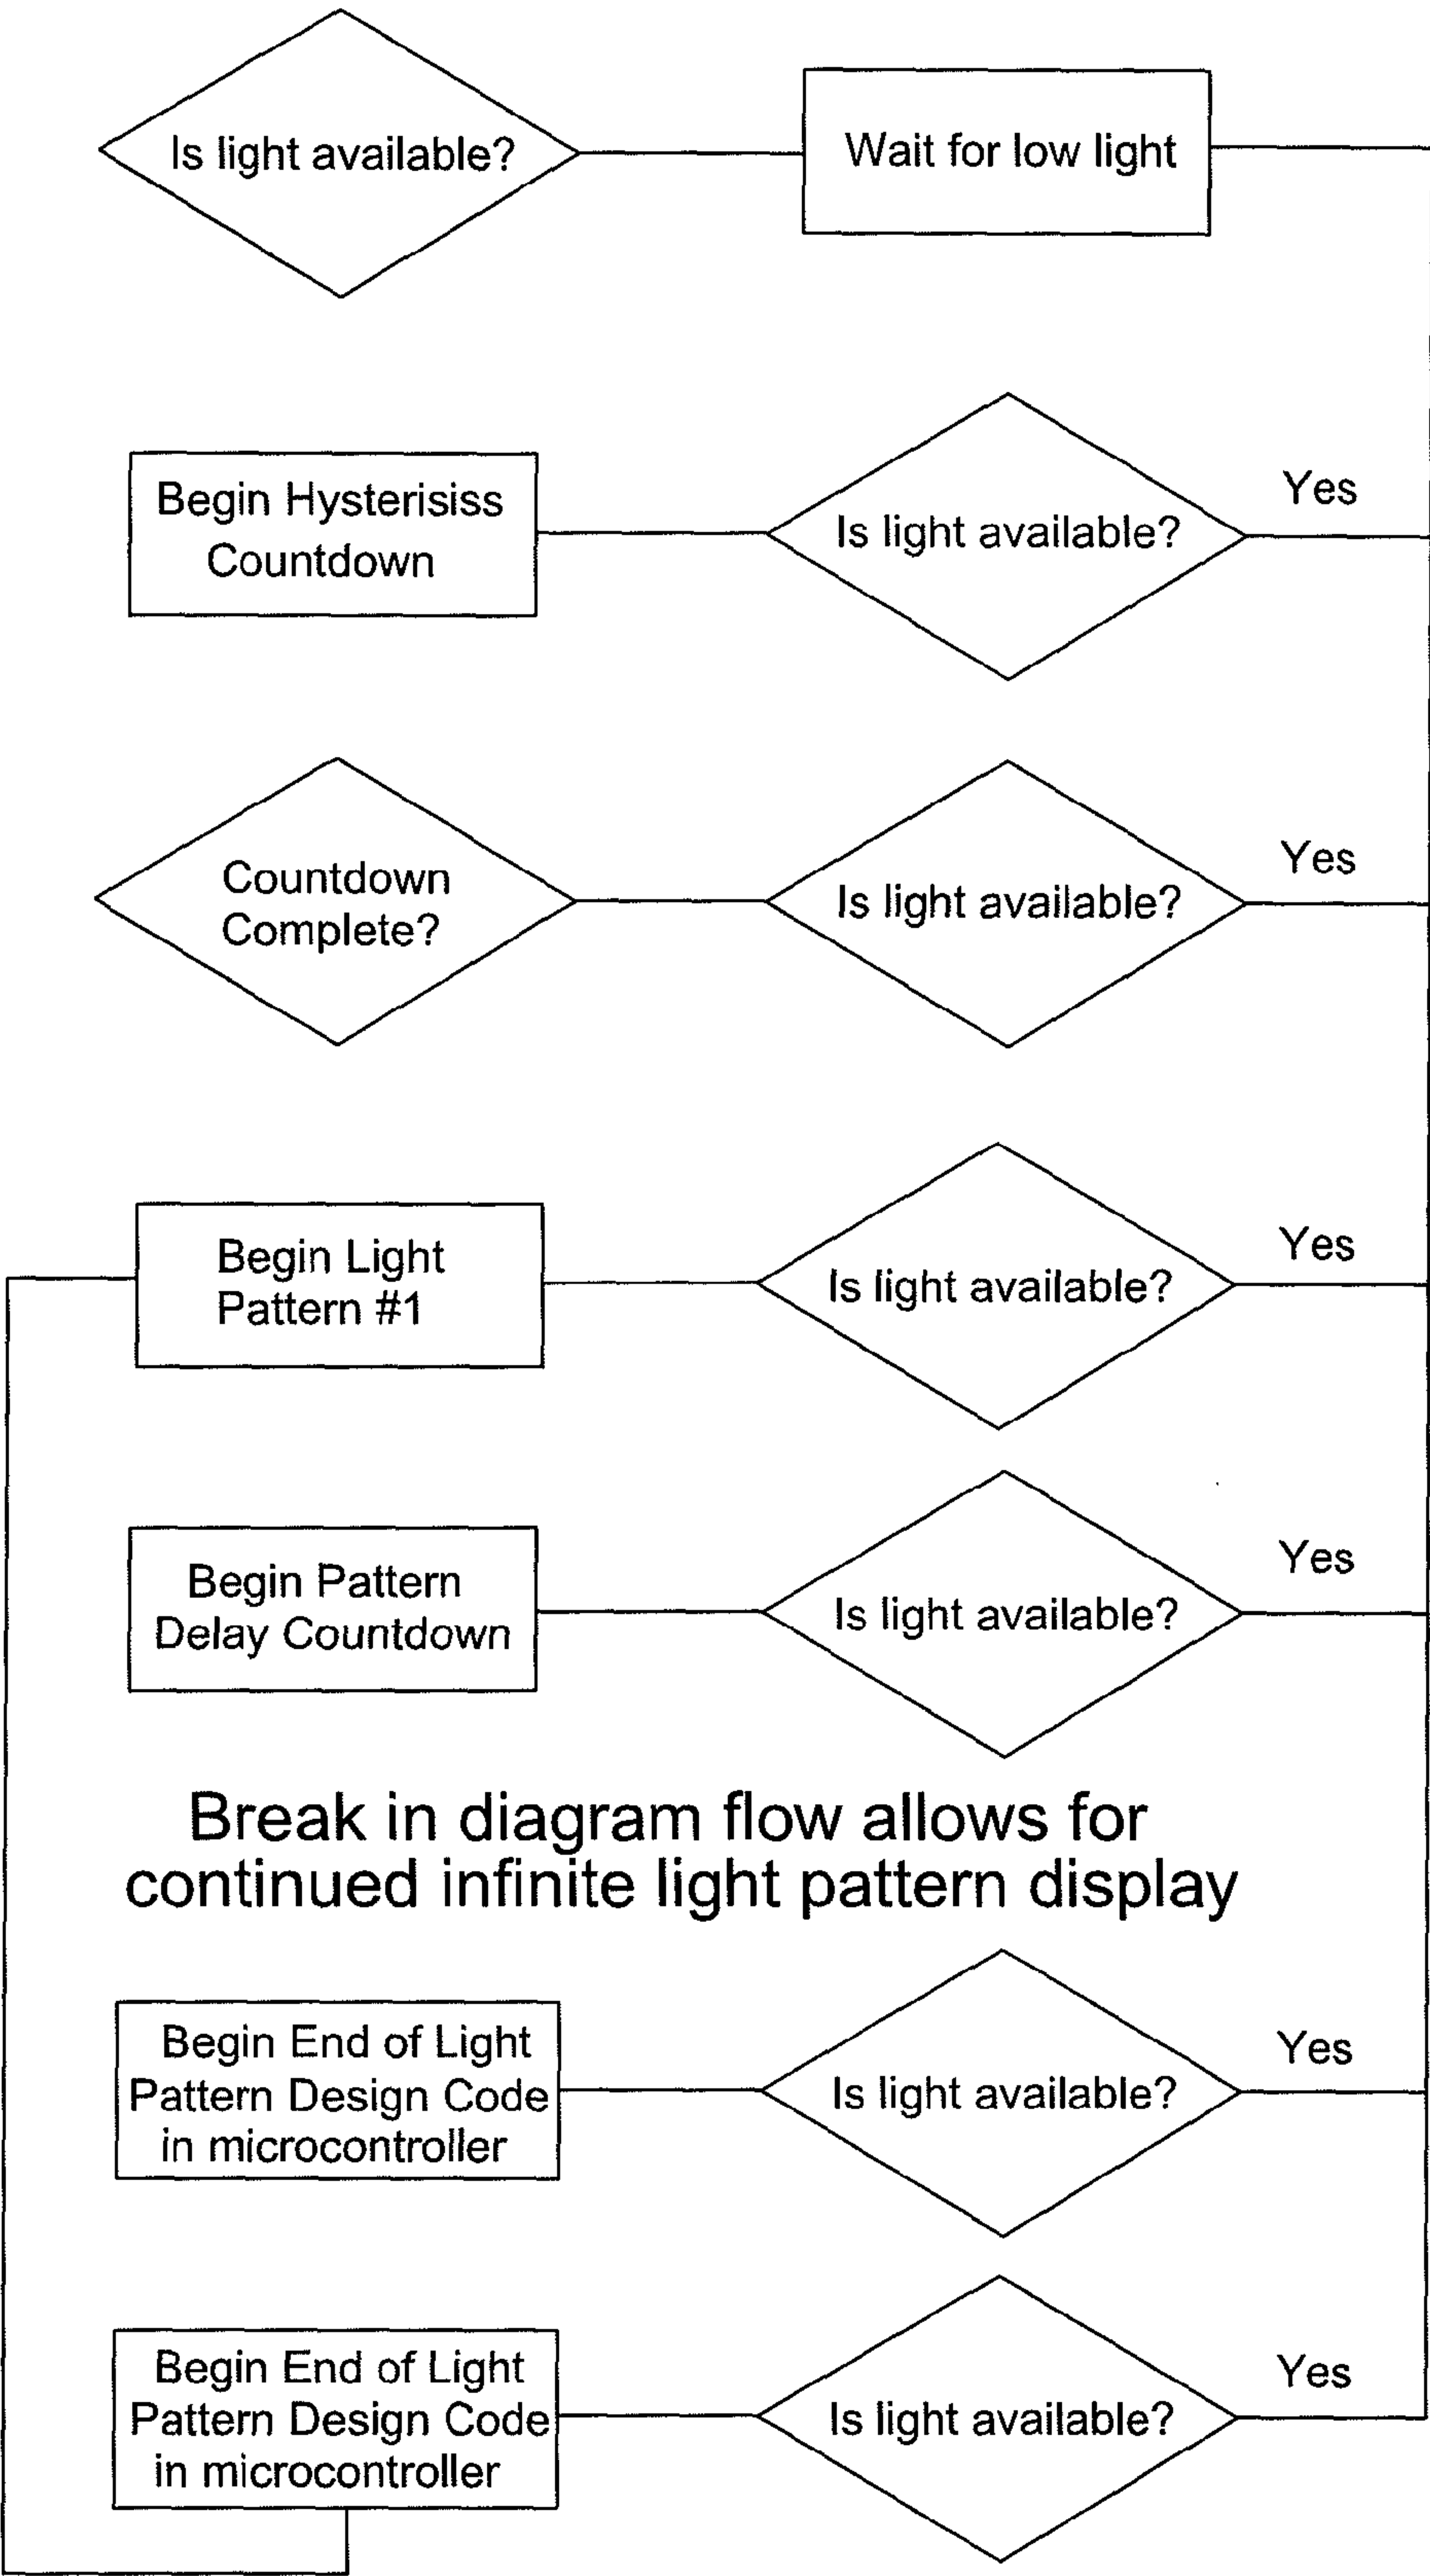 Is light available?
Wait for low light
Begin Hysterisiss
Countdown
Is light available?
Yes
Countdown
Complete?
Is light available?
Yes
Begin Light
Pattern #1
Is light available?
Yes
Begin Pattern
Delay Countdown
Is light available?
Yes
Break in diagram flow allows for
continued infinite light pattern display
Begin End of Light
Pattern Design Code
in microcontroller
Is light available?
Yes
Begin End of Light
Pattern Design Code
in microcontroller
Is light available?
Yes